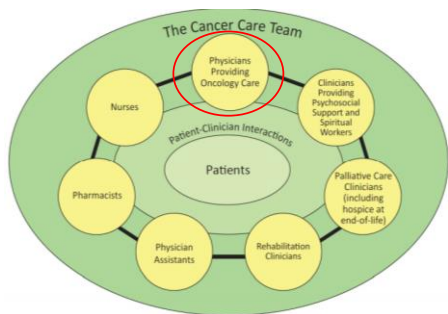 The Cancer Care Team
Physicians
Providing
Oncology Care
Clinicians
Providing
Psychosocial
Support and
Spiritual
Workers
Nurses
Patient-Clinician Interactions
Patients
Pharmacists
Palliative Care
Clinicians
(including
hospice at
end-of-life)
Physician
Assistants
Rehabilitation
Clinicians